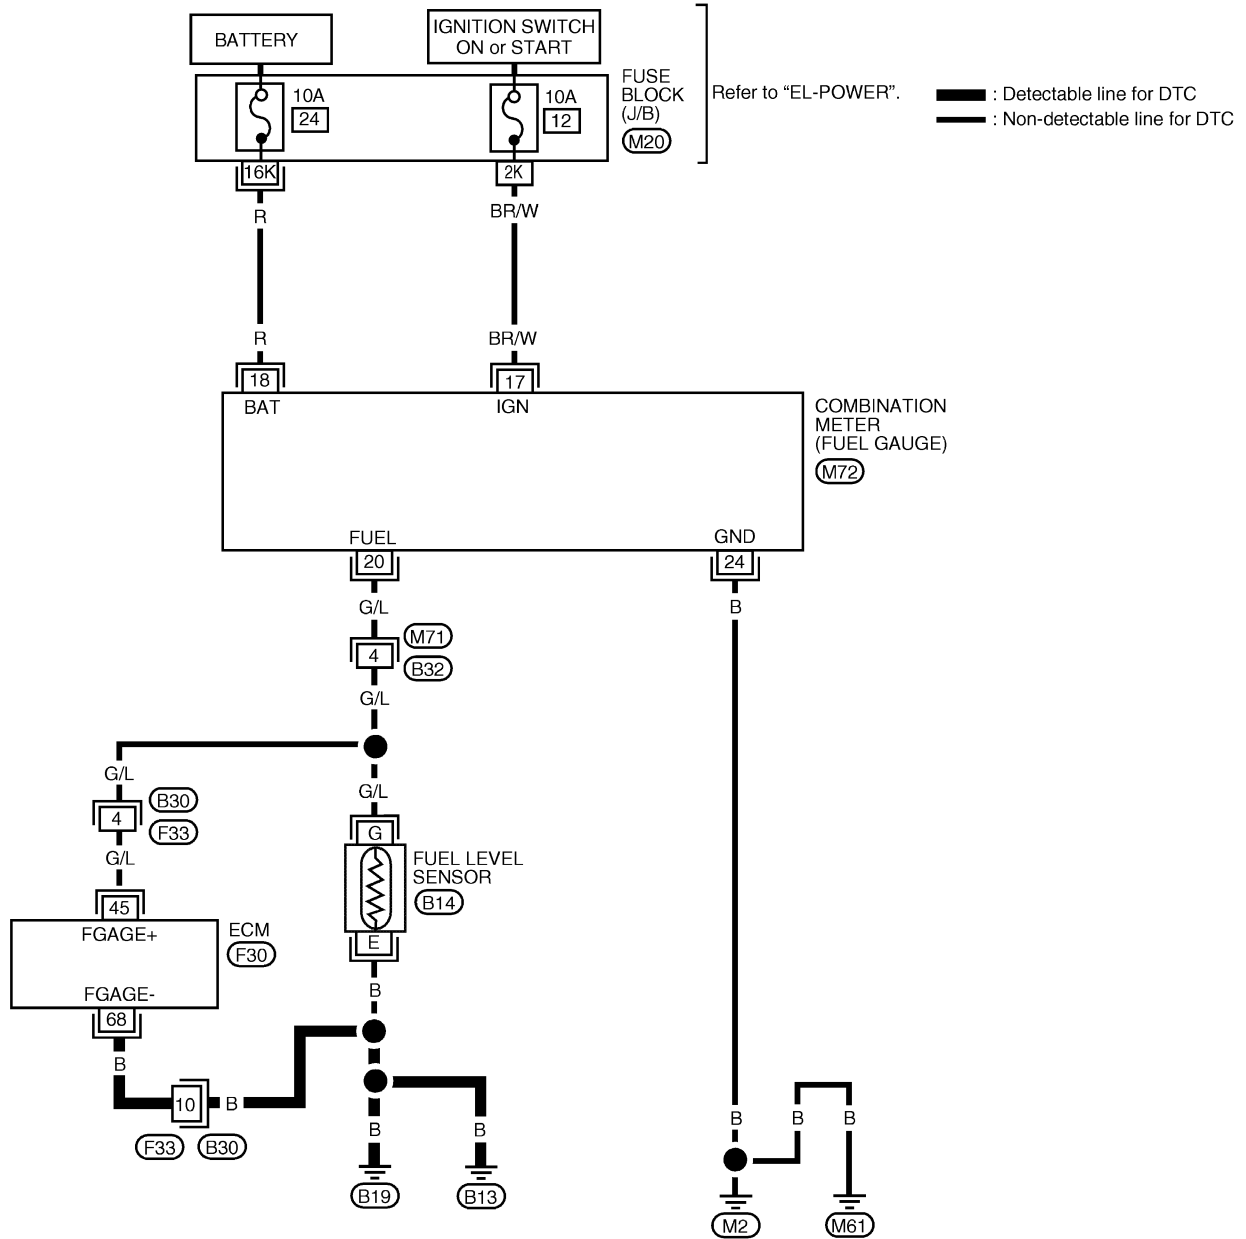 BATTERY
IGNITION SWITCH
ON or START
10A
24
10A
12
FUSE
BLOCK
(J/B)
M20
Refer to “EL-POWER”.
: Detectable line for DTC
: Non-detectable line for DTC
16K
2K
R
BR/W
R
BR/W
18
17
BAT
IGN
COMBINATION
METER
(FUEL GAUGE)
M72
FUEL
GND
20
24
G/L
B
M71
4
B32
G/L
G/L
G/L
B30
4
F33
G
G/L
FUEL LEVEL
SENSOR
B14
45
FGAGE+
ECM
F30
E
FGAGE-
68
B
B
10
B
F33
B30
B
B
B19
B13
B
B
B
M2
M61